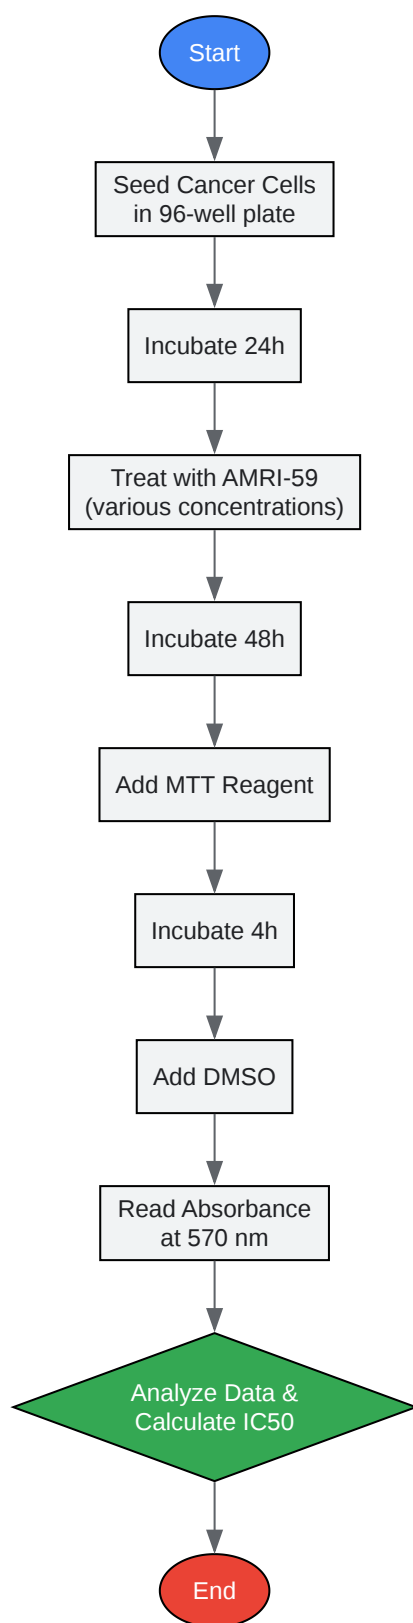 Start
Seed Cancer Cells
in 96-well plate
Incubate 24h
Treat with AMRI-59
(various concentrations)
Incubate 48h
Add MTT Reagent
Incubate 4h
Add DMSO
Read Absorbance
at 570 nm
Analyze Data &
Calculate IC50
End